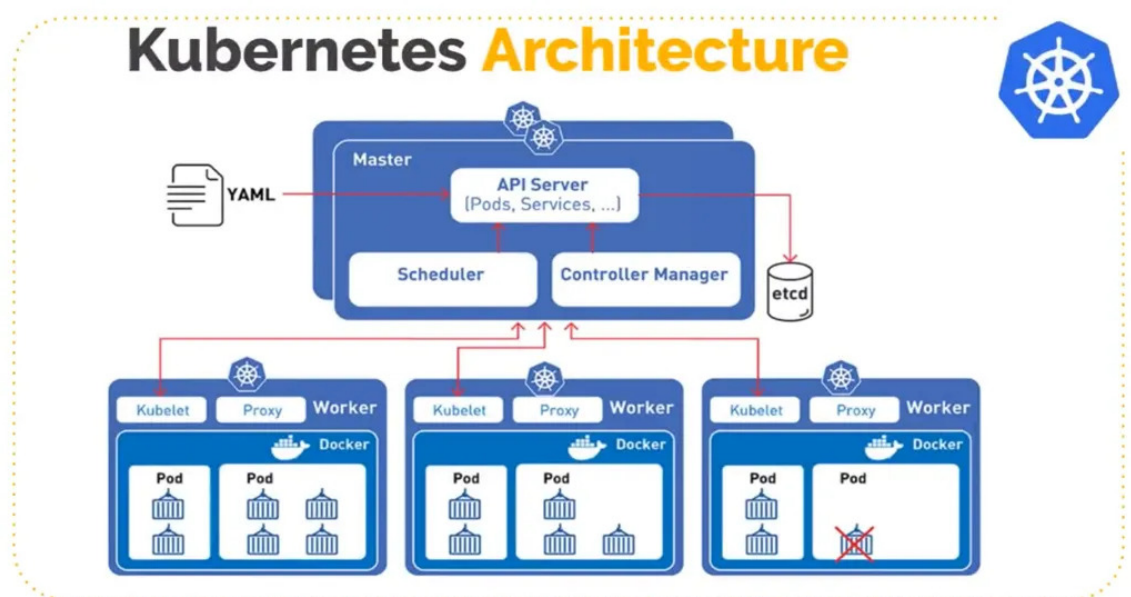 Kubernetes Architecture
Master
API Server
(Pods, Services, ...)
YAML
Scheduler
Controller Manager
etcd
Kubelet
Proxy
Worker
Docker
Pod
Pod
Kubelet
Proxy
Worker
Docker
Pod
Pod
Kubelet
Proxy
Worker
Docker
Pod
Pod